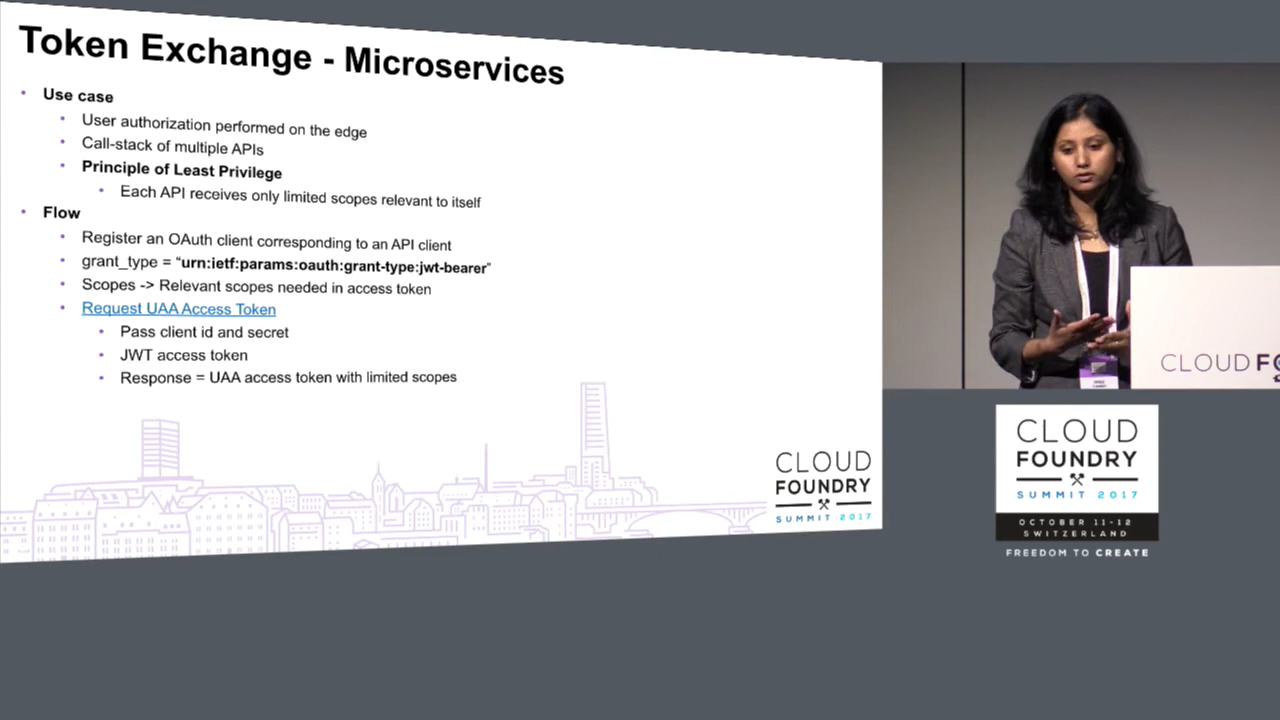 Token Exchange - Microservices
• Use case
• User authorization performed on the edge
• Call-stack of multiple APIs
• Principle of Least Privilege
• Each API receives only limited scopes relevant to itself
• Flow
• Register an OAuth client corresponding to an API client
• grant_type = “urn:ietf:params:oauth:grant-type:jwt-bearer”
• Scopes -> Relevant scopes needed in access token
• Request UAA Access Token
• Pass client id and secret
• JWT access token
• Response = UAA access token with limited scopes
CLOUD
FOUNDRY
SUMMIT 2017
CLOUD FO
CLOUD
FOUNDRY
SUMMIT 2017
OCTOBER 11-12
SWITZERLAND
FREEDOM TO CREATE